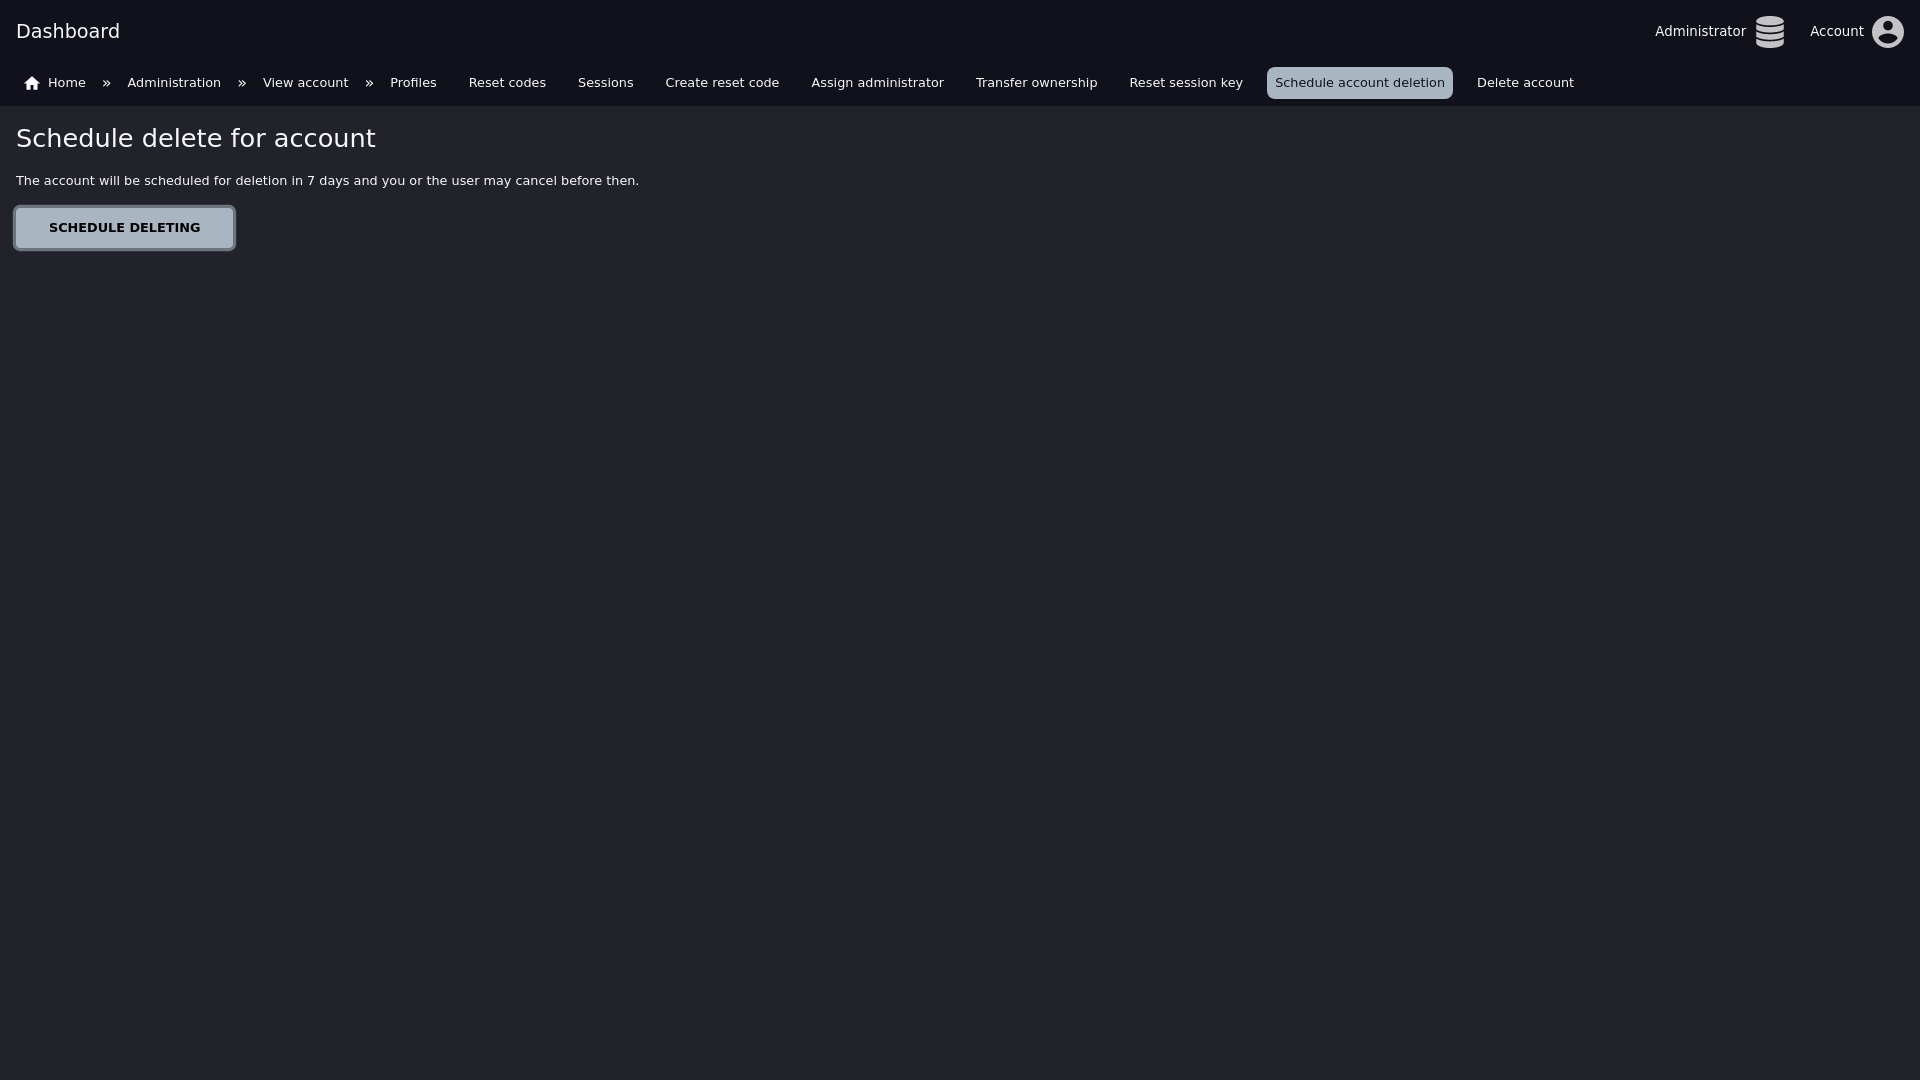 Dashboard
Administrator
Account
Home » Administration » View account » Profiles Reset codes Sessions Create reset code Assign administrator Transfer ownership Reset session key Schedule account deletion Delete account
Schedule delete for account
The account will be scheduled for deletion in 7 days and you or the user may cancel before then.
SCHEDULE DELETING